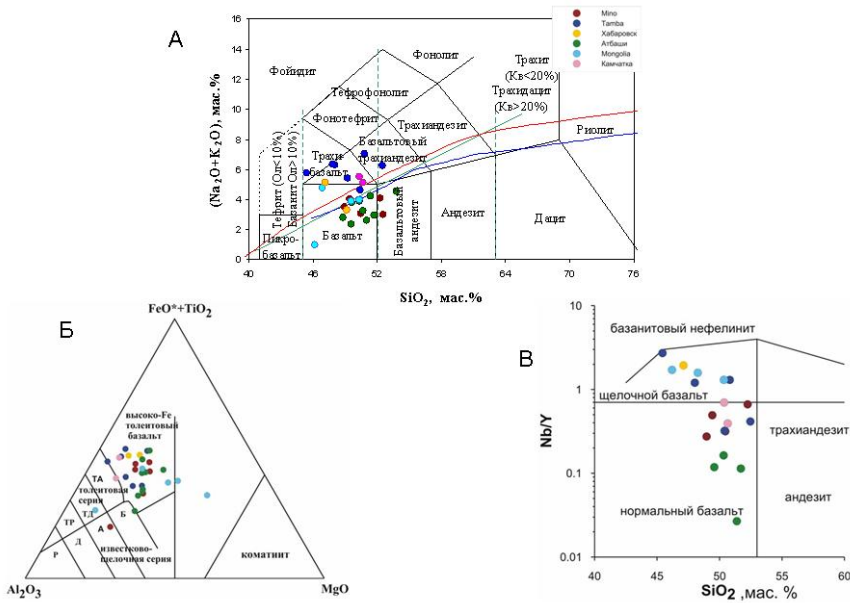 А
Mino
Tamba
Хабаровск
Атбаши
Mongolia
Камчатка
(Na2O+K2O), мас.%
16
14
12
10
8
6
4
2
0
Фойидит
Фонолит
Трахит
(Кв<20%)
Трахидацит
(Кв>20%)
Тефрофонолит
Фонотефрит
Трахиандезит
Базальтовый
трахиандезит
Риолит
Трахи-
базальт
Тефрит (Ол<10%)
Базанит Ол>10%)
Пикро-
базальт
Базальт
Базальтовый
андезит
Андезит
Дацит
40 46 52 58 64 70 76
SiO2, мас.%
Б
FeO*+TiO2
высоко-Fe
толеитовый
базальт
ТА
толеитовая
серия
ТД
ТР
Б
А
Д
Р
известково-
щелочная серия
коматиит
Al2O3
MgO
В
Nb/Y
10
1
0.1
0.01
базанитовый нефелинит
щелочной базальт
трахиандезит
андезит
нормальный базальт
40 45 50 55 60
SiO2 ,мас. %